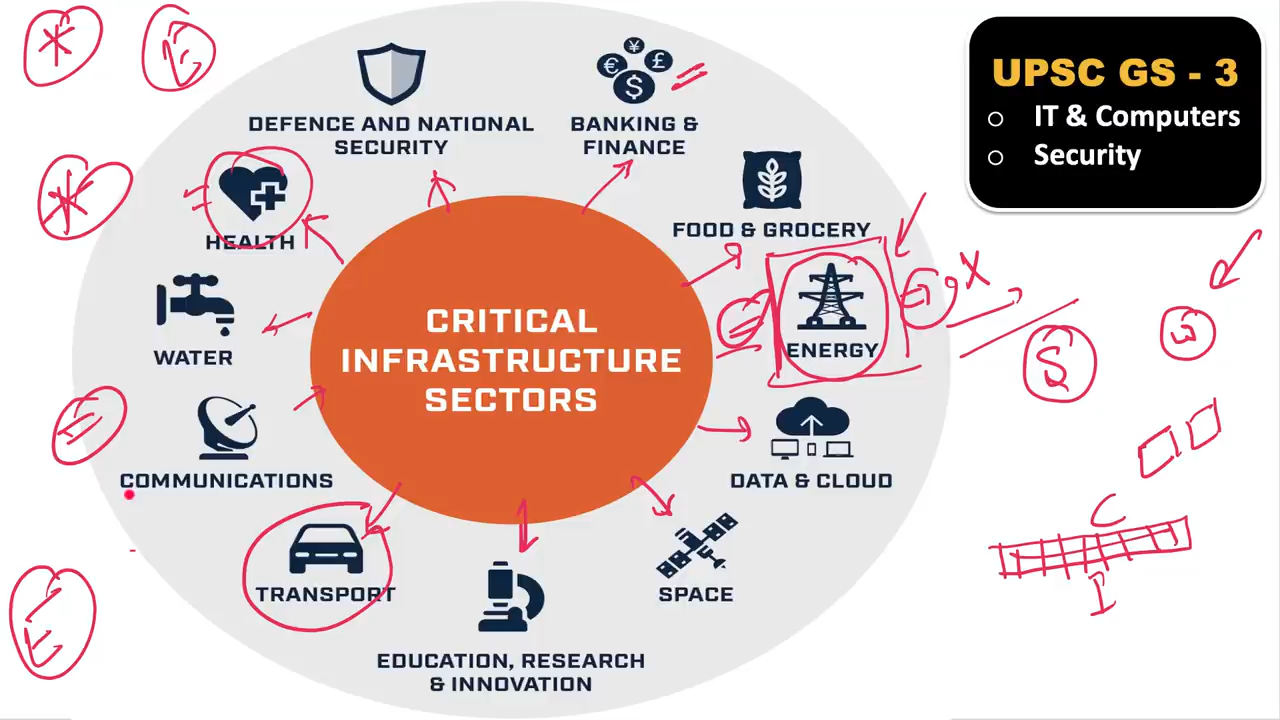 UPSC GS - 3
IT & Computers
Security
DEFENCE AND NATIONAL
SECURITY
BANKING &
FINANCE
HEALTH
FOOD & GROCERY
WATER
CRITICAL
INFRASTRUCTURE
SECTORS
ENERGY
COMMUNICATIONS
DATA & CLOUD
TRANSPORT
SPACE
EDUCATION, RESEARCH
& INNOVATION
C
I